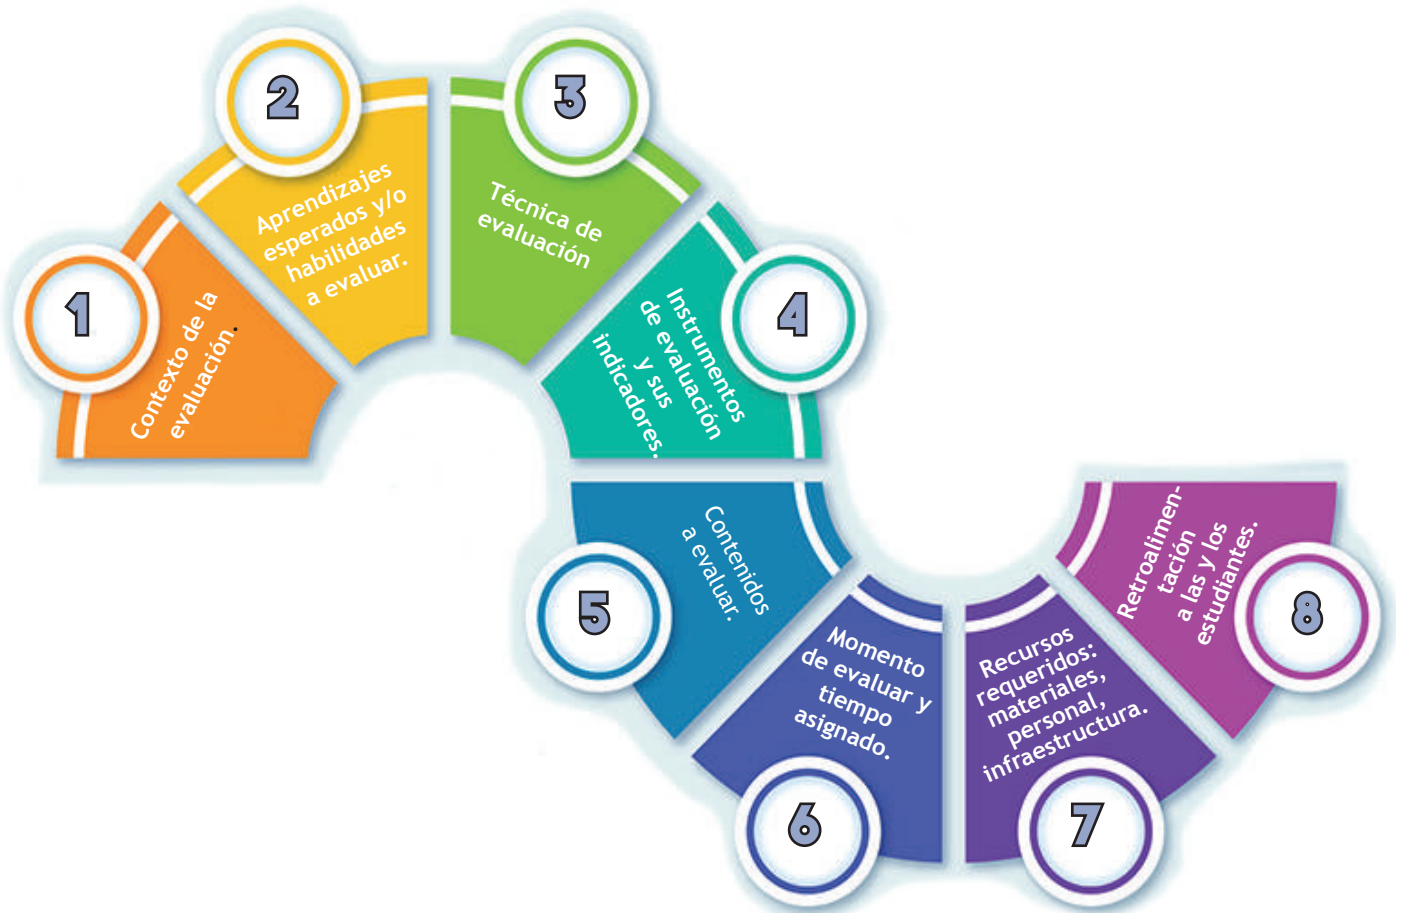 1
Contexto de la
evaluación.
2
Aprendizajes
esperados y/o
habilidades
a evaluar.
3
Técnica de
evaluación
4
Instrumentos
de evaluación
y sus
indicadores.
5
Contenidos
a evaluar.
6
Momento
de evaluar y
tiempo
asignado.
7
Recursos
requeridos:
materiales,
personal,
infraestructura.
8
Retroalimen-
tación
a las y los
estudiantes.